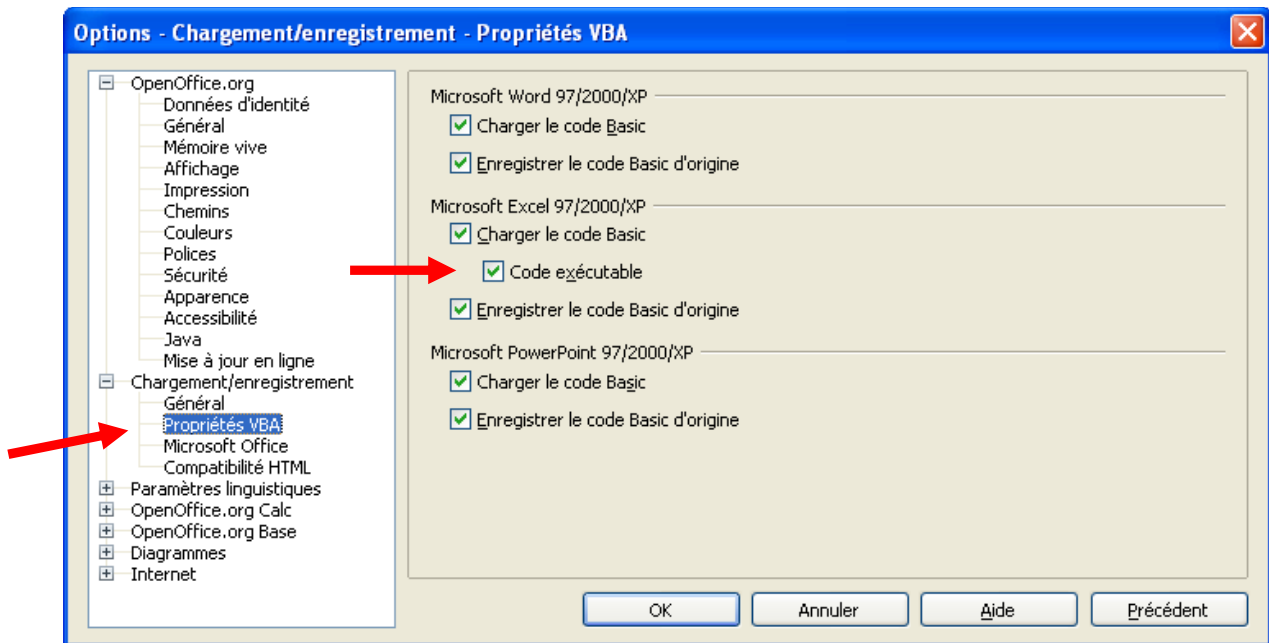 Options - Chargement/enregistrement - Propriétés VBA
OpenOffice.org
Données d'identité
Général
Mémoire vive
Affichage
Impression
Chemins
Couleurs
Polices
Sécurité
Apparence
Accessibilité
Java
Mise à jour en ligne
Chargement/enregistrement
Général
Propriétés VBA
Microsoft Office
Compatibilité HTML
Paramètres linguistiques
OpenOffice.org Calc
OpenOffice.org Base
Diagrammes
Internet
Microsoft Word 97/2000/XP
Charger le code Basic
Enregistrer le code Basic d'origine
Microsoft Excel 97/2000/XP
Charger le code Basic
Code exécutable
Enregistrer le code Basic d'origine
Microsoft PowerPoint 97/2000/XP
Charger le code Basic
Enregistrer le code Basic d'origine
OK
Annuler
Aide
Précédent